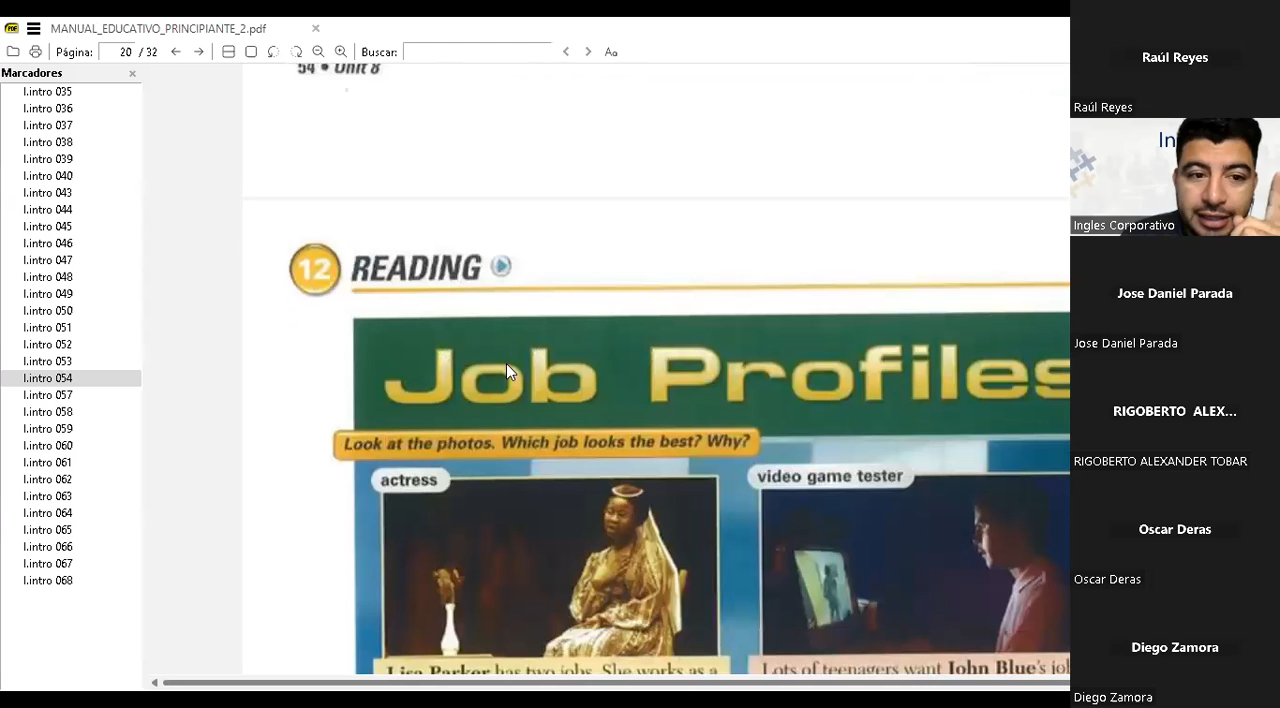 MANUAL_EDUCATIVO_PRINCIPIANTE_2.pdf
Página: 20 / 32 Buscar: Aa
Marcadores
I.intro 035
I.intro 036
I.intro 037
I.intro 038
I.intro 039
I.intro 040
I.intro 043
I.intro 044
I.intro 045
I.intro 046
I.intro 047
I.intro 048
I.intro 049
I.intro 050
I.intro 051
I.intro 052
I.intro 053
I.intro 054
I.intro 057
I.intro 058
I.intro 059
I.intro 060
I.intro 061
I.intro 062
I.intro 063
I.intro 064
I.intro 065
I.intro 066
I.intro 067
I.intro 068
54 • Unit 8
12 READING
Job Profiles
Look at the photos. Which job looks the best? Why?
actress
video game tester
Lisa Parker has two jobs. She works as a
Lots of teenagers want John Blue's
Raúl Reyes
Raúl Reyes
Ingles Corporativo
Jose Daniel Parada
Jose Daniel Parada
RIGOBERTO ALEX...
RIGOBERTO ALEXANDER TOBAR
Oscar Deras
Oscar Deras
Diego Zamora
Diego Zamora